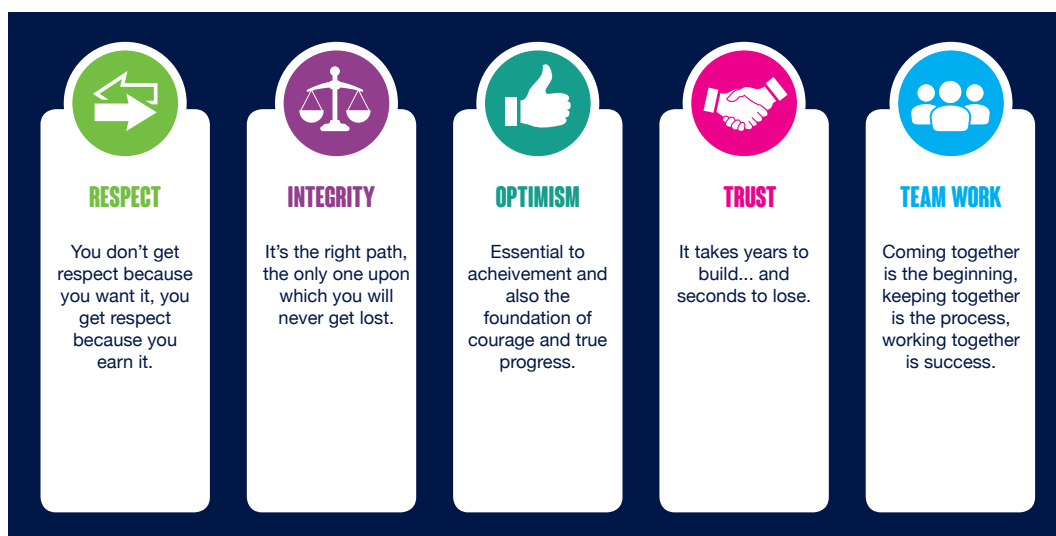 RESPECT
You don’t get
respect because
you want it, you
get respect
because you
earn it.
INTEGRITY
It’s the right path,
the only one upon
which you will
never get lost.
OPTIMISM
Essential to
acheivement and
also the
foundation of
courage and true
progress.
TRUST
It takes years to
build... and
seconds to lose.
TEAM WORK
Coming together
is the beginning,
keeping together
is the process,
working together
is success.